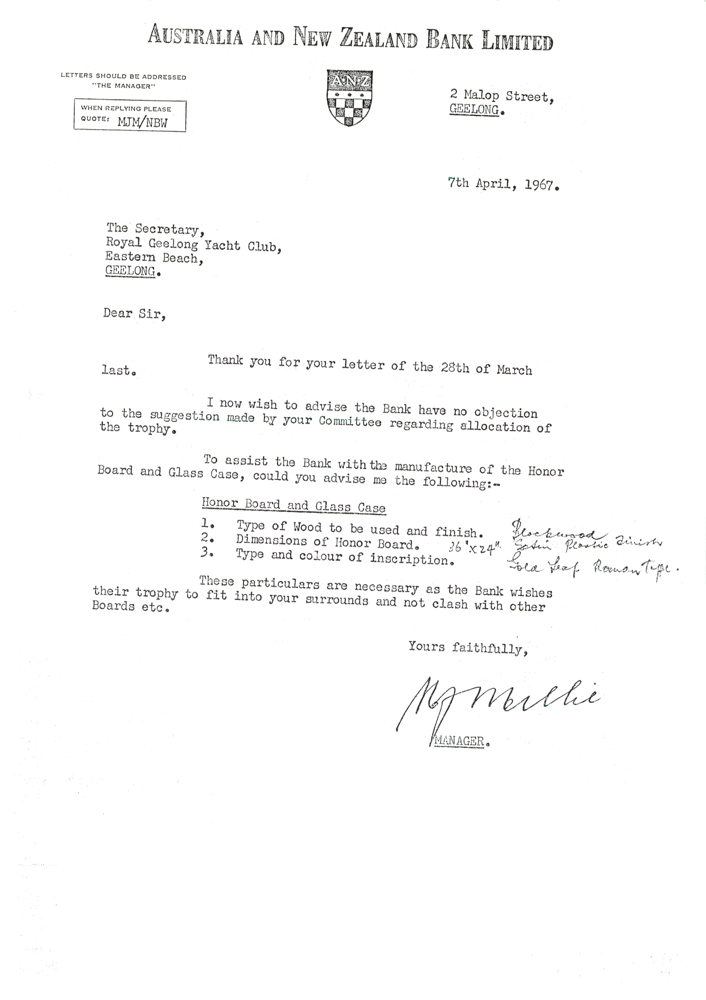 AUSTRALIA AND NEW ZEALAND BANK LIMITED
LETTERS SHOULD BE ADDRESSED
"THE MANAGER"
WHEN REPLYING PLEASE
QUOTE: MJM/NBW
ANZ
2 Malop Street,
GEELONG.
7th April, 1967.
The Secretary,
Royal Geelong Yacht Club,
Eastern Beach,
GEELONG.
Dear Sir,
Thank you for your letter of the 28th of March
last.
I now wish to advise the Bank have no objection
to the suggestion made by your Committee regarding allocation of
the trophy.
To assist the Bank with the manufacture of the Honor
Board and Glass Case, could you advise me the following:-
Honor Board and Glass Case
1. Type of Wood to be used and finish. Blackwood
Satin Plastic Finish
2. Dimensions of Honor Board. 36"x24"
3. Type and colour of inscription. Gold Leaf Roman Type.
These particulars are necessary as the Bank wishes
their trophy to fit into your surrounds and not clash with other
Boards etc.
Yours faithfully,
MANAGER.